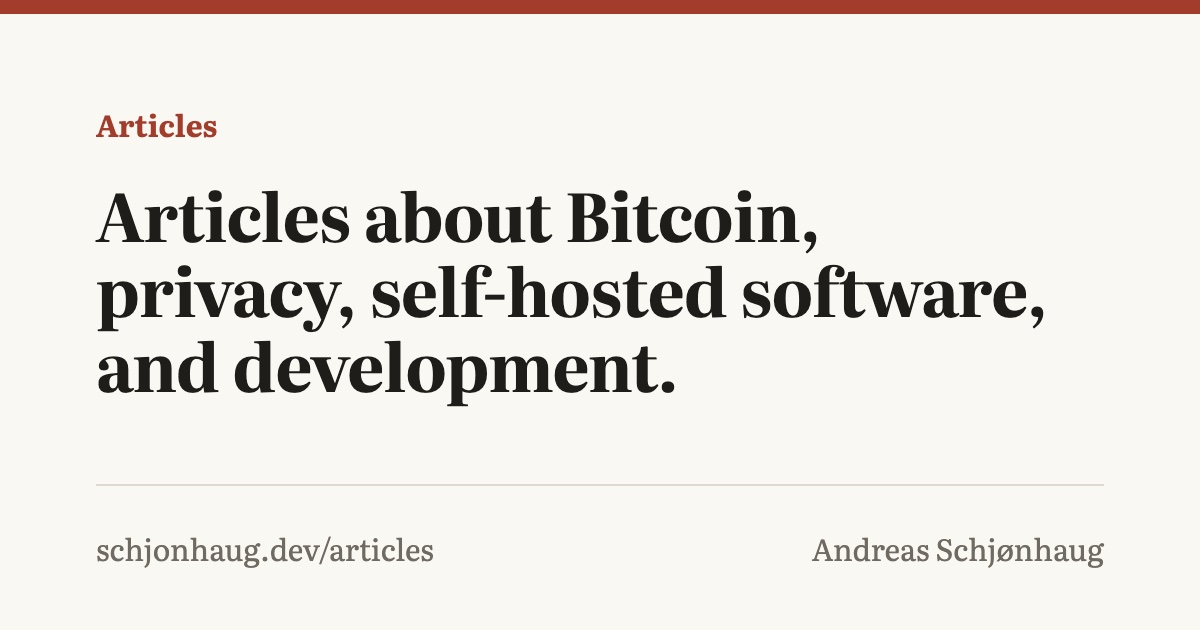 Articles
Articles about Bitcoin,
privacy, self-hosted software,
and development.
schjonhaug.dev/articles
Andreas Schjønhaug